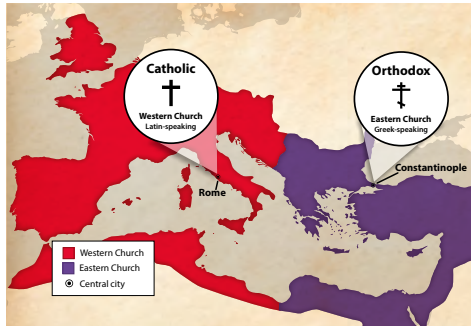 Catholic
Western Church
Latin-speaking
Orthodox
Eastern Church
Greek-speaking
Constantinople
Rome
Western Church
Eastern Church
Central city